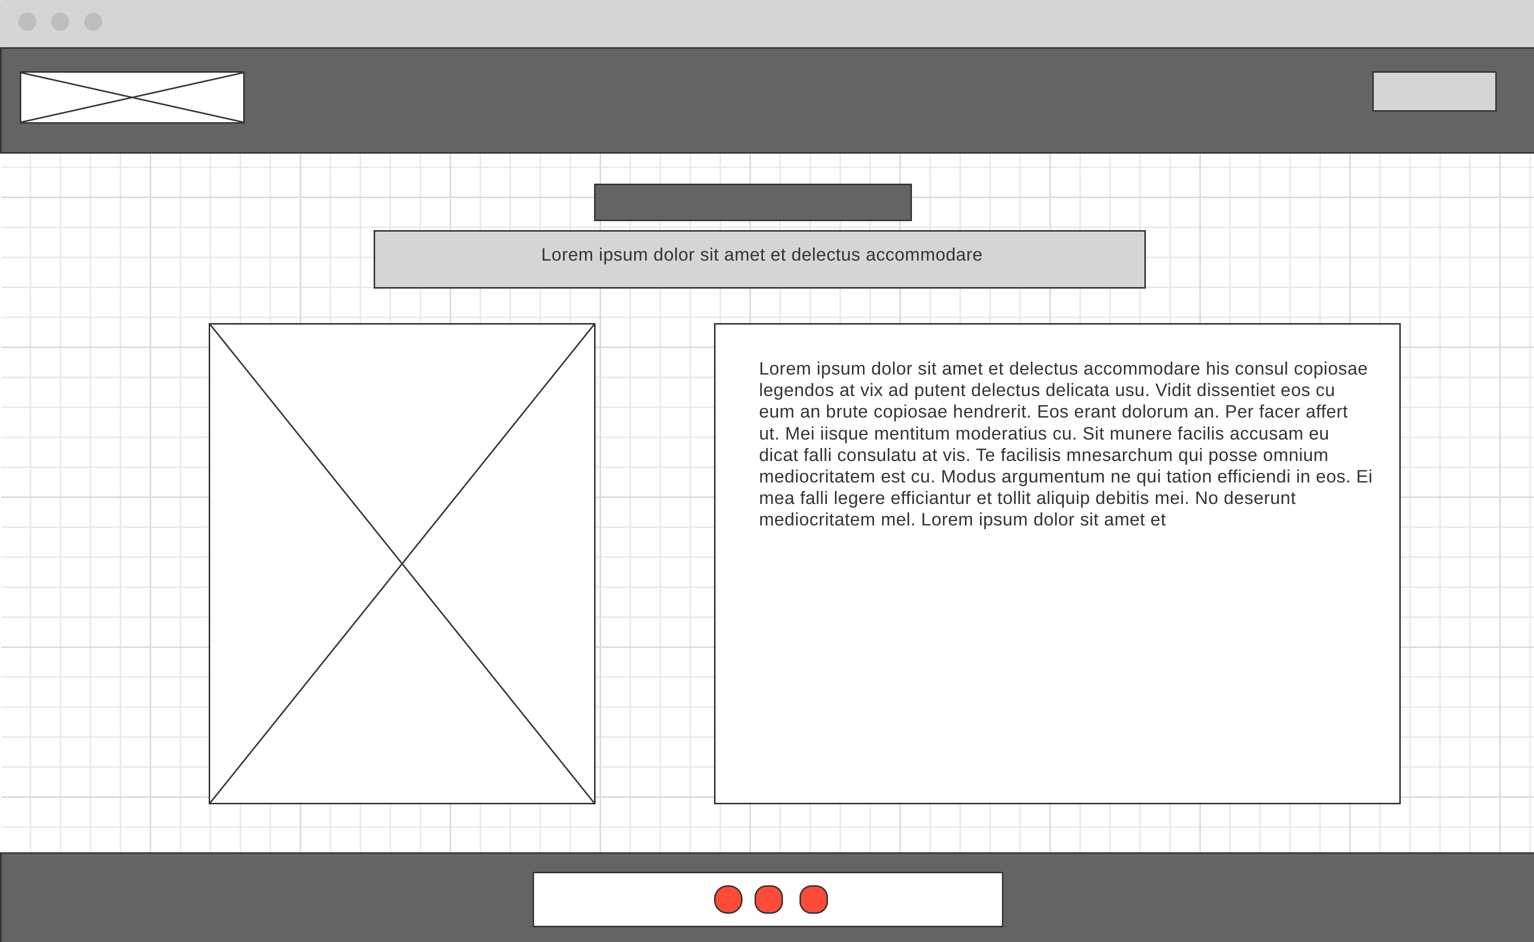 Lorem ipsum dolor sit amet et delectus accommodare
Lorem ipsum dolor sit amet et delectus accommodare his consul copiosae
legendos at vix ad putent delectus delicata usu. Vidit dissentiet eos cu
eum an brute copiosae hendrerit. Eos erant dolorum an. Per facer affert
ut. Mei iisque mentitum moderatius cu. Sit munere facilis accusam eu
dicat falli consulatu at vis. Te facilisis mnesarchum qui posse omnium
mediocritatem est cu. Modus argumentum ne qui tation efficiendi in eos. Ei
mea falli legere efficiantur et tollit aliquip debitis mei. No deserunt
mediocritatem mel. Lorem ipsum dolor sit amet et